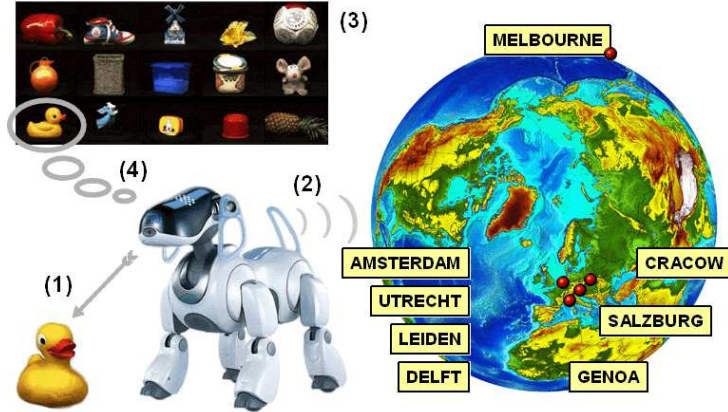 (3)
MELBOURNE
(4)
(2)
(1)
AMSTERDAM
CRACOW
UTRECHT
SALZBURG
LEIDEN
DELFT
GENOA